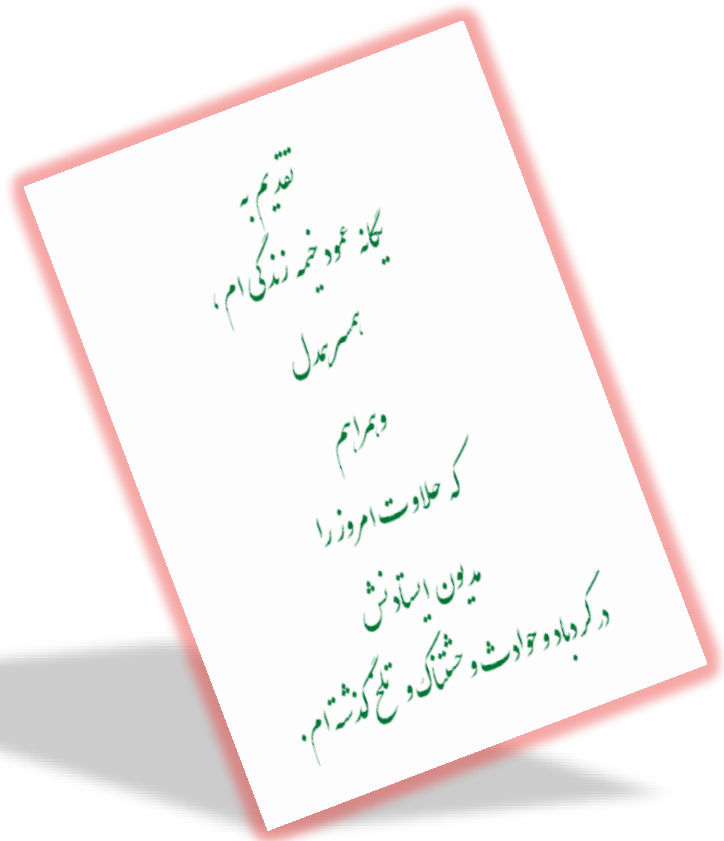 تقدیم به
یگانه عمود خیمه زندگی ام ،
همسر همدل
و همراهم
که حلاوت امروز را
مدیون ایستادنش
در گردباد و حوادث و خشتناک و تلخ گذشته ام .